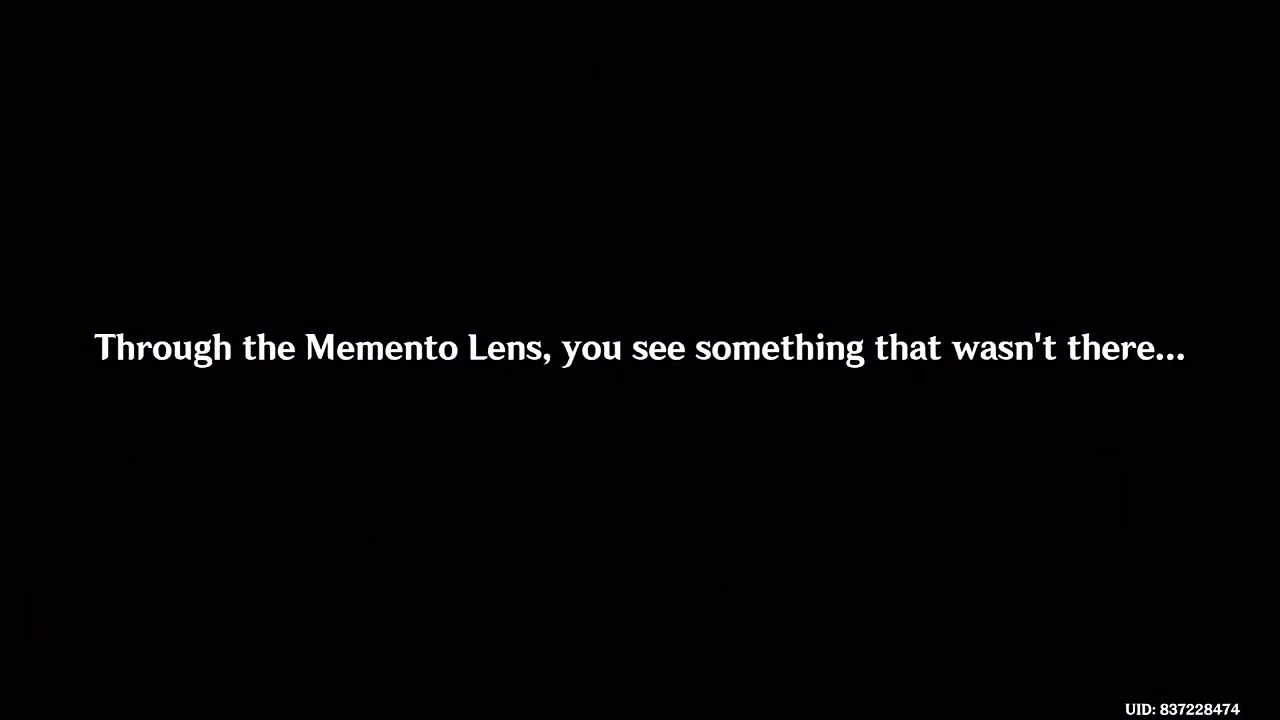 Through the Memento Lens, you see something that wasn't there...
UID: 837228474